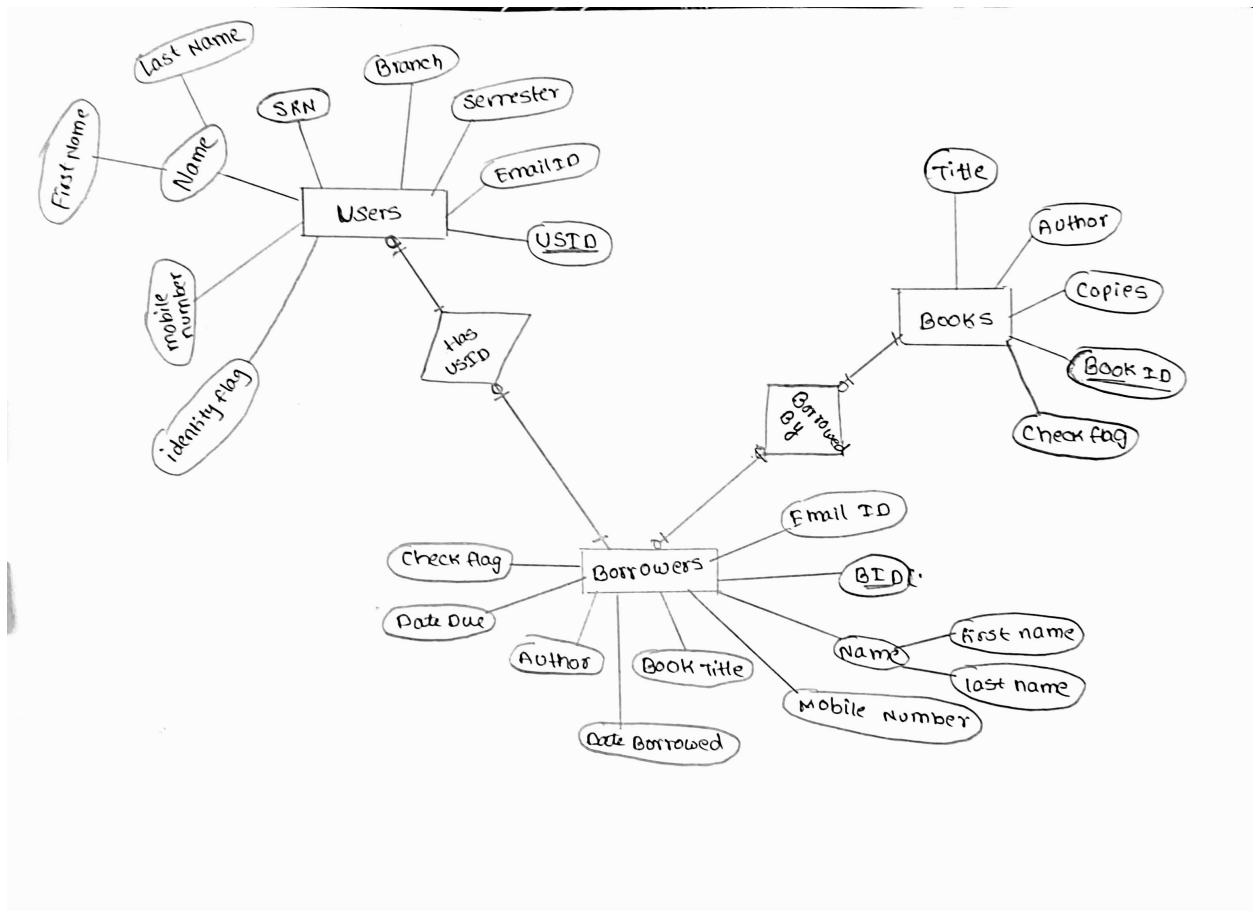 Last Name
First Name
Name
SRN
Branch
Semester
Email ID
USID
Users
mobile
number
identity flag
Has
USID
Title
Author
Copies
Book ID
Check flag
Books
Borrowed
By
Borrowers
Email ID
BID
Name
First name
last name
Mobile Number
Book Title
Date Borrowed
Author
Date Due
Check flag